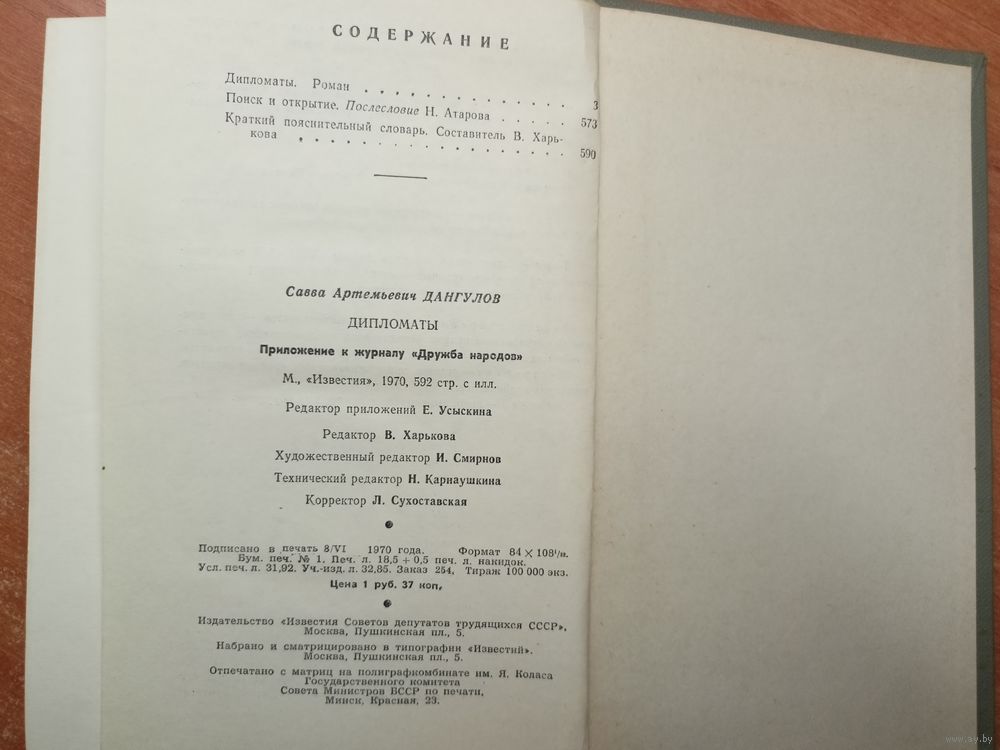 СОДЕРЖАНИЕ
Дипломаты. Роман . . . . . . . . . . . . . 3
Поиск и открытие. Послесловие Н. Атарова . . . . . 573
Краткий пояснительный словарь. Составитель В. Харь-
кова . . . . . . . . . . . . . . . . . 590
Савва Артемьевич ДАНГУЛОВ
ДИПЛОМАТЫ
Приложение к журналу «Дружба народов»
М., «Известия», 1970, 592 стр. с илл.
Редактор приложений Е. Усыскина
Редактор В. Харькова
Художественный редактор И. Смирнов
Технический редактор Н. Карнаушкина
Корректор Л. Сухоставская
Подписано в печать 8/VI 1970 года. Формат 84 × 108¹/₃₂.
Бум. печ. № 1. Печ. л. 18,5 + 0,5 печ. л. накидок.
Усл. печ. л. 31,92. Уч.-изд. л. 32,85. Заказ 254. Тираж 100 000 экз.
Цена 1 руб. 37 коп.
Издательство «Известия Советов депутатов трудящихся СССР»,
Москва, Пушкинская пл., 5.
Набрано и сматрицировано в типографии «Известий».
Москва, Пушкинская пл., 5.
Отпечатано с матриц на полиграфкомбинате им. Я. Коласа
Государственного комитета
Совета Министров БССР по печати,
Минск, Красная, 23.
www.ay.by